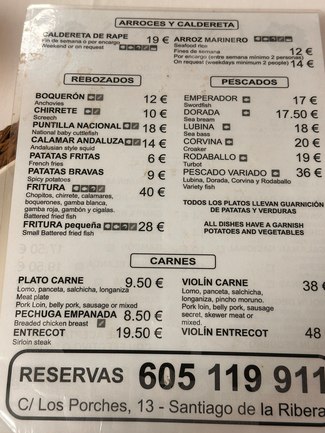 ARROCES Y CALDERETA
CALDERETA DE RAPE 19 €
Fin de semana o por encargo
Weekend or on request
ARROZ MARINERO
Seafood rice
Fines de semana 12 €
Por encargo (entre semana mínimo 2 personas)
On request (weekdays minimum 2 people) 14 €
REBOZADOS
BOQUERÓN 12 €
Anchovies
CHIRRETE 10 €
Screech
PUNTILLA NACIONAL 18 €
National baby cuttlefish
CALAMAR ANDALUZA 14 €
Andalusian style squid
PATATAS FRITAS 6 €
French fries
PATATAS BRAVAS 9 €
Spicy potatoes
FRITURA 40 €
Chopitos, chirrete, calamares,
boquerones, gamba blanca,
gamba roja, gambón y cigalas.
Battered fried fish
FRITURA pequeña 28 €
Small Battered fried fish
PESCADOS
EMPERADOR 17 €
Swordfish
DORADA 17.50 €
Sea bream
LUBINA 18 €
Sea bass
CORVINA 20 €
Croaker
RODABALLO 19 €
Turbot
PESCADO VARIADO 36 €
Lubina, Dorada, Corvina y Rodaballo
Variety fish
TODOS LOS PLATOS LLEVAN GUARNICIÓN
DE PATATAS Y VERDURAS
ALL DISHES HAVE A GARNISH
POTATOES AND VEGETABLES
CARNES
PLATO CARNE 9.50 €
Lomo, panceta, salchicha, longaniza
Meat plate
Pork Loin, belly pork, sausage or mixed
PECHUGA EMPANADA 8.50 €
Breaded chicken breast
ENTRECOT 19.50 €
Sirloin steak
VIOLÍN CARNE 38 €
Lomo, panceta, salchicha,
longaniza, pincho moruno.
Pork Loin, belly pork, sausage
secret, skewer meat or
mixed.
VIOLÍN ENTRECOT 48
RESERVAS 605 119 911
C/ Los Porches, 13 - Santiago de la Ribera